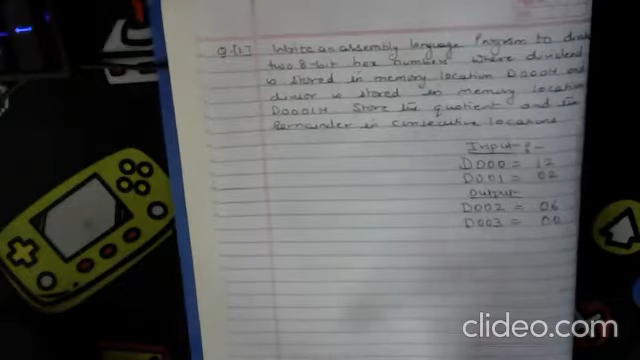 Q.[1] Write an assembly language Program to divide
two 8-bit hex numbers where dividend
is stored in memory location D000H and
divisor is stored in memory location
D0001H Store the quotient and the
Remainder in consecutive locations
Input:-
D000 = 12
D001 = 02
Output-
D002 = 06
D003 = 00
clideo.com